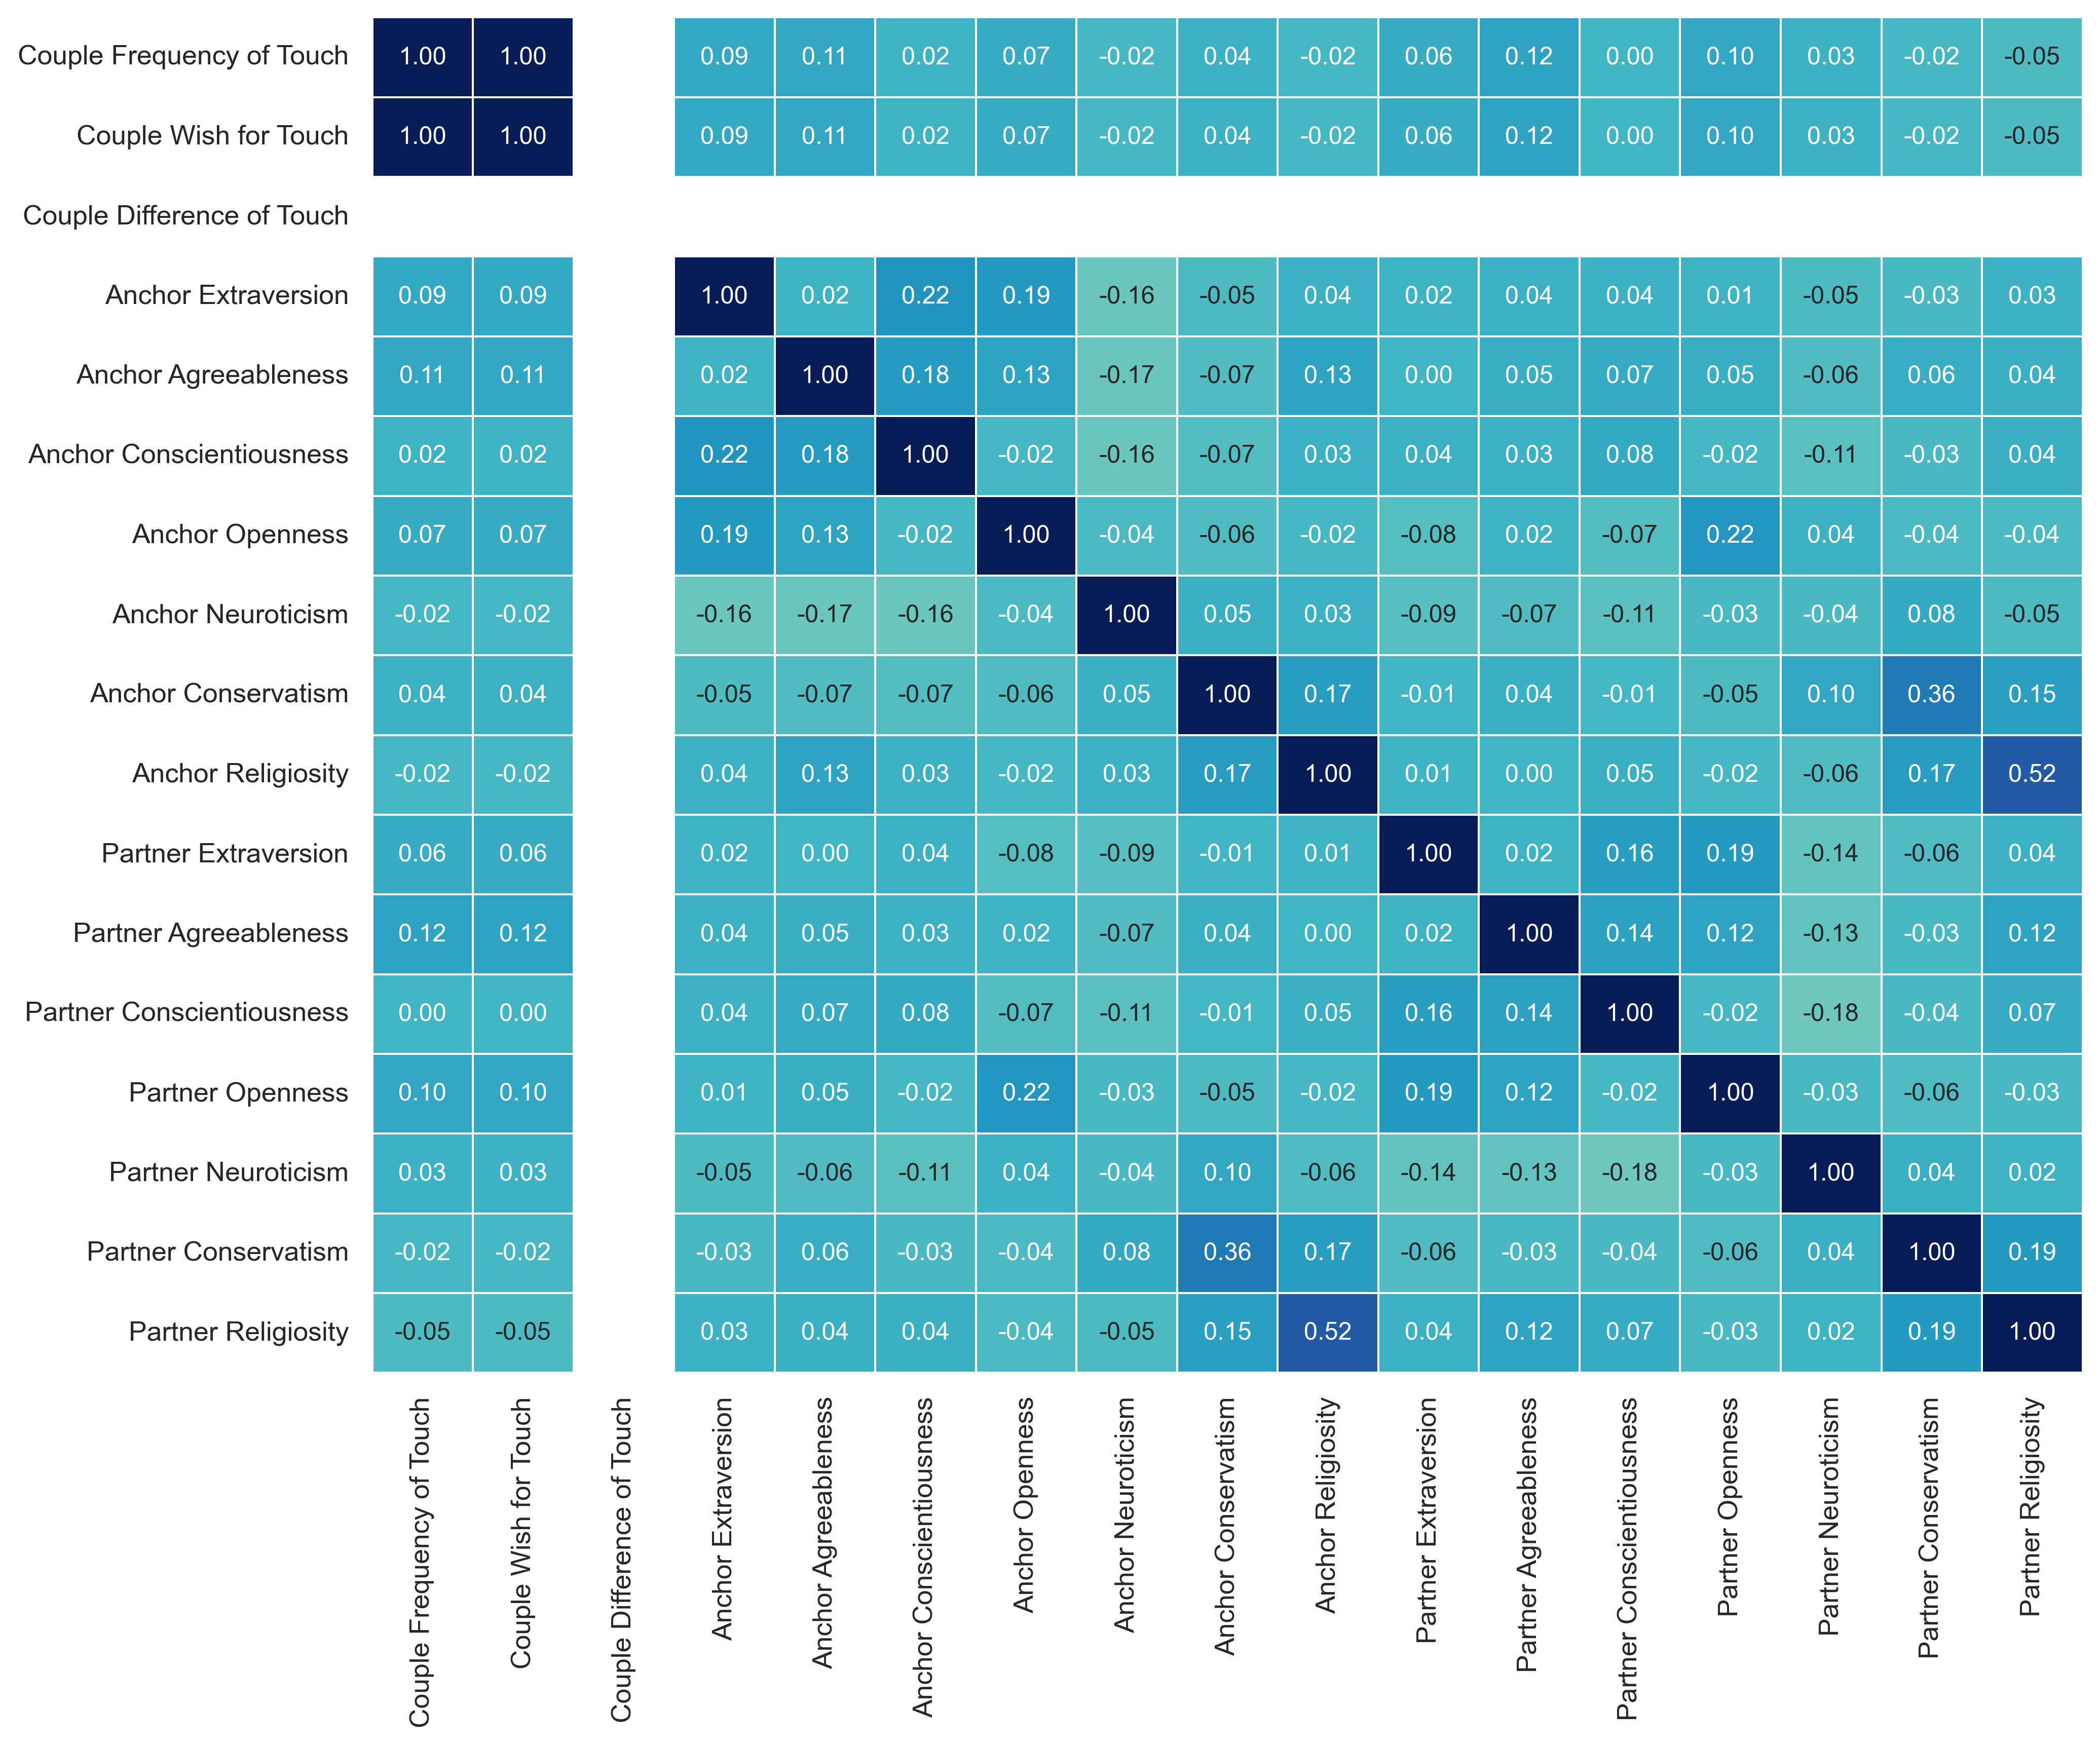 Couple Frequency of Touch 1.00 1.00 0.09 0.11 0.02 0.07 -0.02 0.04 -0.02 0.06 0.12 0.00 0.10 0.03 -0.02 -0.05
Couple Wish for Touch 1.00 1.00 0.09 0.11 0.02 0.07 -0.02 0.04 -0.02 0.06 0.12 0.00 0.10 0.03 -0.02 -0.05
Couple Difference of Touch
Anchor Extraversion 0.09 0.09 1.00 0.02 0.22 0.19 -0.16 -0.05 0.04 0.02 0.04 0.04 0.01 -0.05 -0.03 0.03
Anchor Agreeableness 0.11 0.11 0.02 1.00 0.18 0.13 -0.17 -0.07 0.13 0.00 0.05 0.07 0.05 -0.06 0.06 0.04
Anchor Conscientiousness 0.02 0.02 0.22 0.18 1.00 -0.02 -0.16 -0.07 0.03 0.04 0.03 0.08 -0.02 -0.11 -0.03 0.04
Anchor Openness 0.07 0.07 0.19 0.13 -0.02 1.00 -0.04 -0.06 -0.02 -0.08 0.02 -0.07 0.22 0.04 -0.04 -0.04
Anchor Neuroticism -0.02 -0.02 -0.16 -0.17 -0.16 -0.04 1.00 0.05 0.03 -0.09 -0.07 -0.11 -0.03 -0.04 0.08 -0.05
Anchor Conservatism 0.04 0.04 -0.05 -0.07 -0.07 -0.06 0.05 1.00 0.17 -0.01 0.04 -0.01 -0.05 0.10 0.36 0.15
Anchor Religiosity -0.02 -0.02 0.04 0.13 0.03 -0.02 0.03 0.17 1.00 0.01 0.00 0.05 -0.02 -0.06 0.17 0.52
Partner Extraversion 0.06 0.06 0.02 0.00 0.04 -0.08 -0.09 -0.01 0.01 1.00 0.02 0.16 0.19 -0.14 -0.06 0.04
Partner Agreeableness 0.12 0.12 0.04 0.05 0.03 0.02 -0.07 0.04 0.00 0.02 1.00 0.14 0.12 -0.13 -0.03 0.12
Partner Conscientiousness 0.00 0.00 0.04 0.07 0.08 -0.07 -0.11 -0.01 0.05 0.16 0.14 1.00 -0.02 -0.18 -0.04 0.07
Partner Openness 0.10 0.10 0.01 0.05 -0.02 0.22 -0.03 -0.05 -0.02 0.19 0.12 -0.02 1.00 -0.03 -0.06 -0.03
Partner Neuroticism 0.03 0.03 -0.05 -0.06 -0.11 0.04 -0.04 0.10 -0.06 -0.14 -0.13 -0.18 -0.03 1.00 0.04 0.02
Partner Conservatism -0.02 -0.02 -0.03 0.06 -0.03 -0.04 0.08 0.36 0.17 -0.06 -0.03 -0.04 -0.06 0.04 1.00 0.19
Partner Religiosity -0.05 -0.05 0.03 0.04 0.04 -0.04 -0.05 0.15 0.52 0.04 0.12 0.07 -0.03 0.02 0.19 1.00
Couple Frequency of Touch
Couple Wish for Touch
Couple Difference of Touch
Anchor Extraversion
Anchor Agreeableness
Anchor Conscientiousness
Anchor Openness
Anchor Neuroticism
Anchor Conservatism
Anchor Religiosity
Partner Extraversion
Partner Agreeableness
Partner Conscientiousness
Partner Openness
Partner Neuroticism
Partner Conservatism
Partner Religiosity